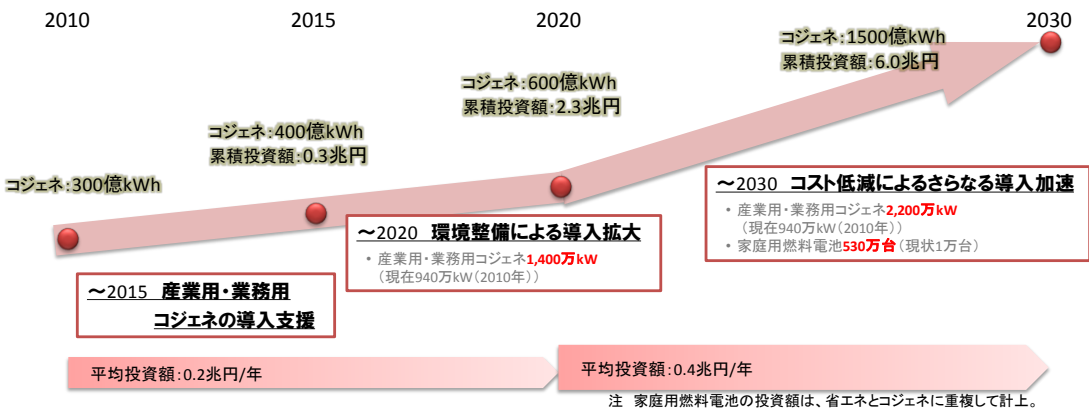 2010
2015
2020
2030
コジェネ:300億kWh
コジェネ:400億kWh
累積投資額:0.3兆円
コジェネ:600億kWh
累積投資額:2.3兆円
コジェネ:1500億kWh
累積投資額:6.0兆円
～2015 産業用・業務用
コジェネの導入支援
～2020 環境整備による導入拡大
・産業用・業務用コジェネ1,400万kW
（現在940万kW（2010年））
～2030 コスト低減によるさらなる導入加速
・産業用・業務用コジェネ2,200万kW
（現在940万kW（2010年））
・家庭用燃料電池530万台（現状1万台）
平均投資額:0.2兆円/年
平均投資額:0.4兆円/年
注 家庭用燃料電池の投資額は、省エネとコジェネに重複して計上。